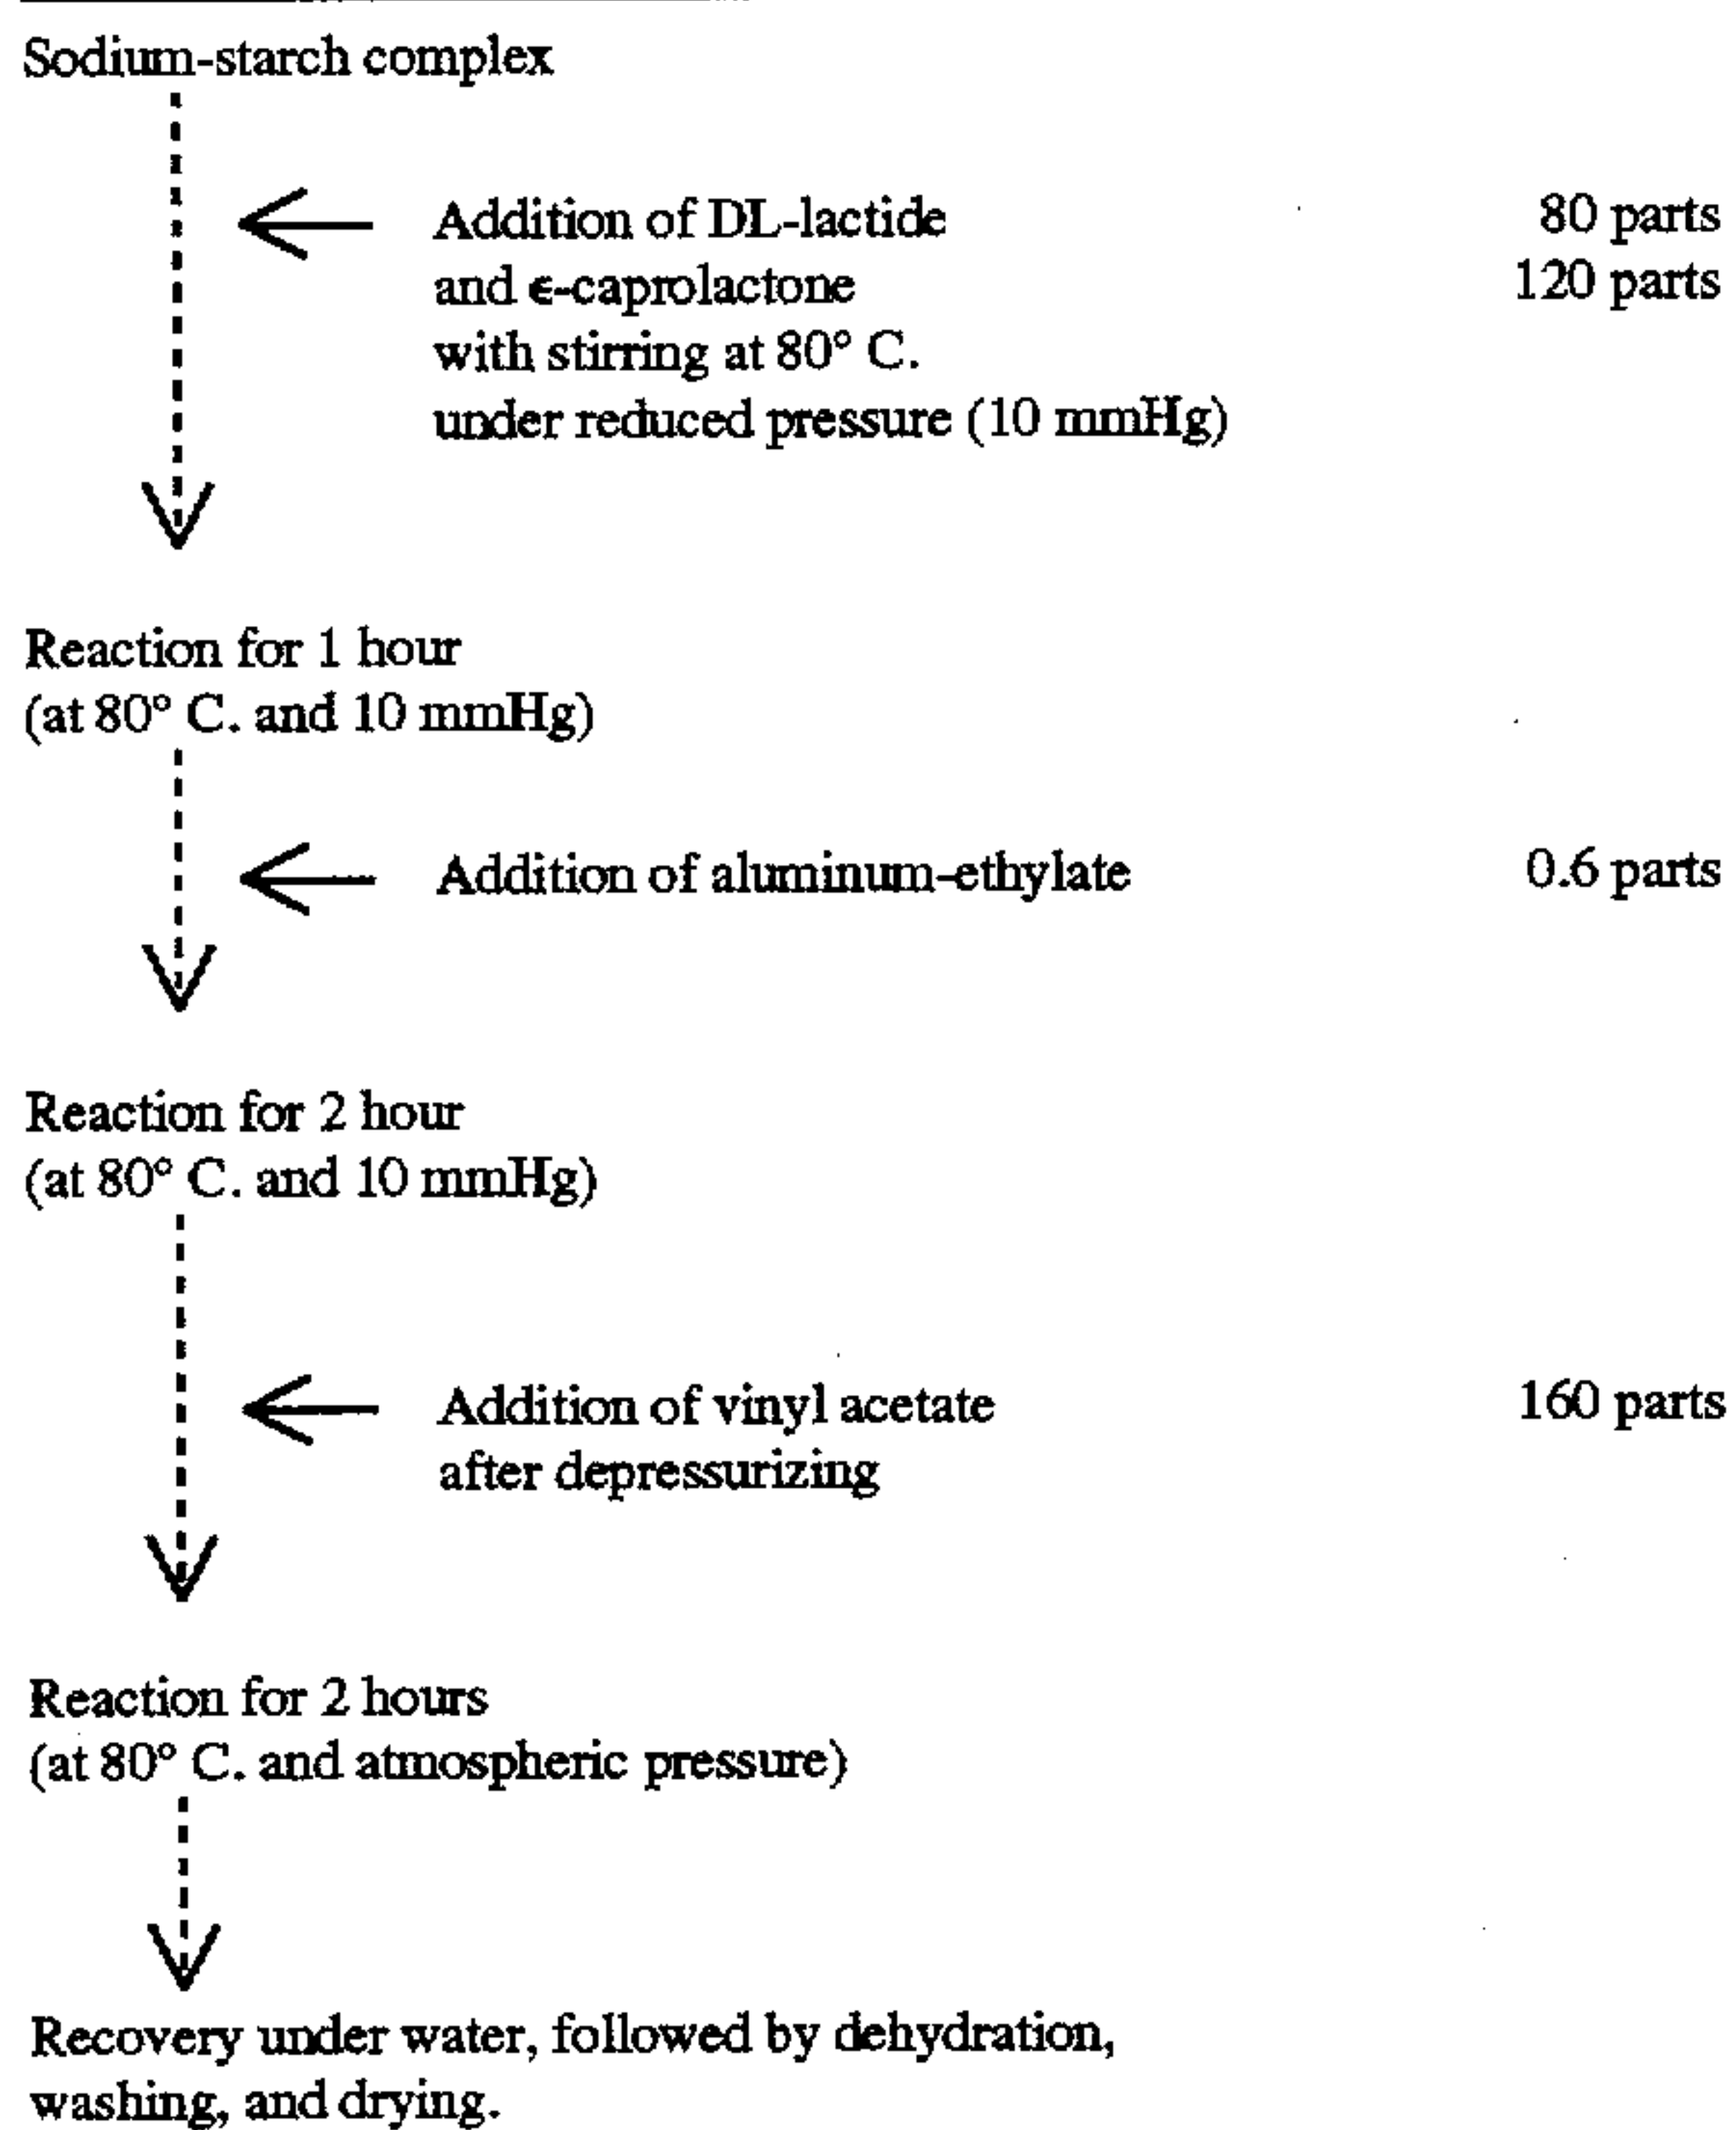 Sodium-starch complex
Addition of DL-lactide 80 parts
and ε-caprolactone 120 parts
with stirring at 80° C.
under reduced pressure (10 mmHg)
Reaction for 1 hour
(at 80° C. and 10 mmHg)
Addition of aluminum-ethylate 0.6 parts
Reaction for 2 hour
(at 80° C. and 10 mmHg)
Addition of vinyl acetate 160 parts
after depressurizing
Reaction for 2 hours
(at 80° C. and atmospheric pressure)
Recovery under water, followed by dehydration,
washing, and drying.